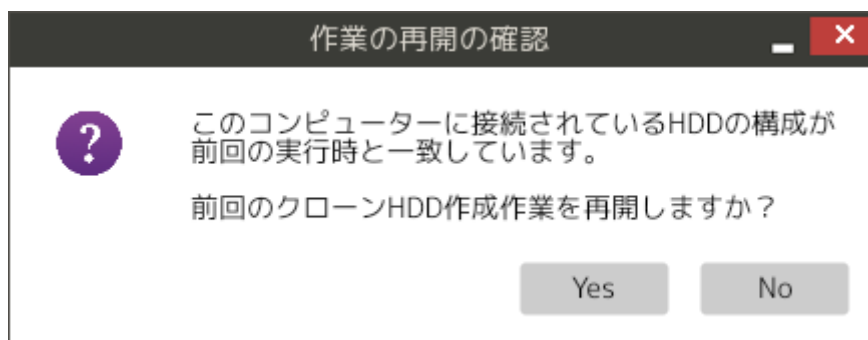 作業の再開の確認
?
このコンピューターに接続されているHDDの構成が
前回の実行時と一致しています。
前回のクローンHDD作成作業を再開しますか？
Yes
No